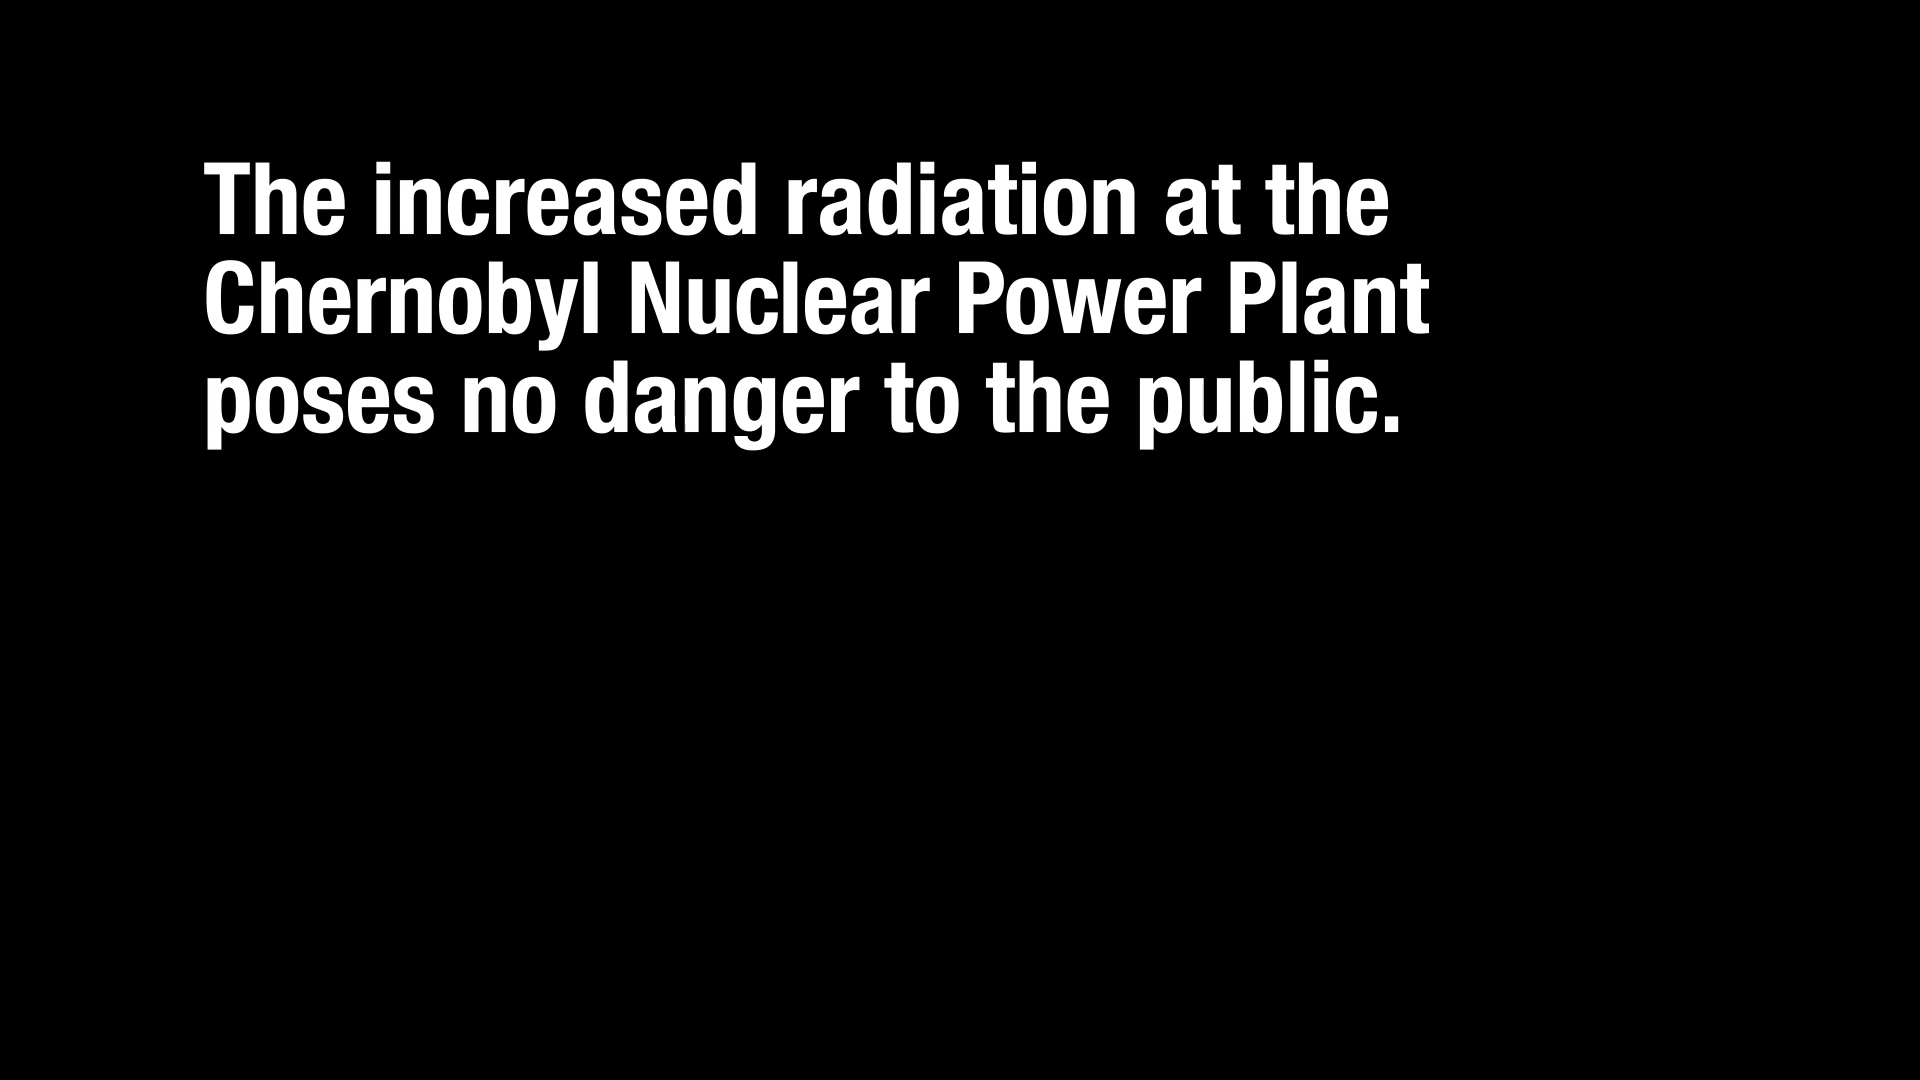 The increased radiation at the
Chernobyl Nuclear Power Plant
poses no danger to the public.